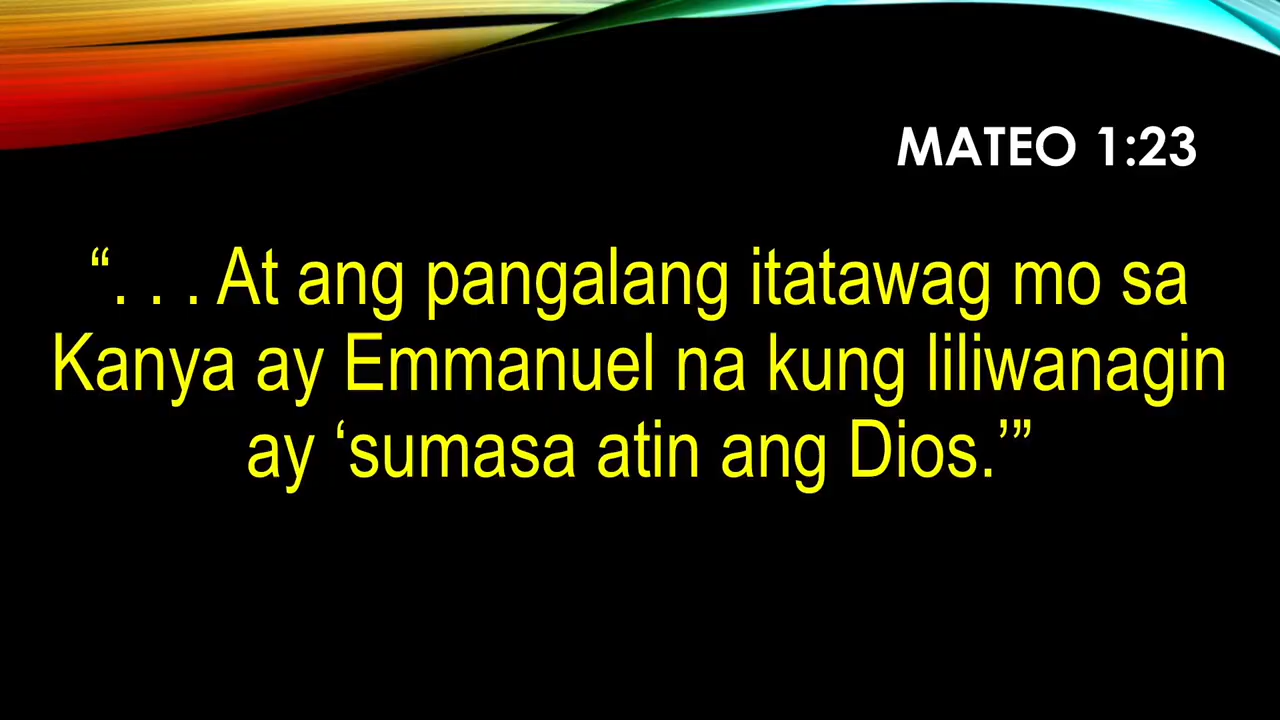 MATEO 1:23
“. . . At ang pangalang itatawag mo sa
Kanya ay Emmanuel na kung liliwanagin
ay ‘sumasa atin ang Dios.’”